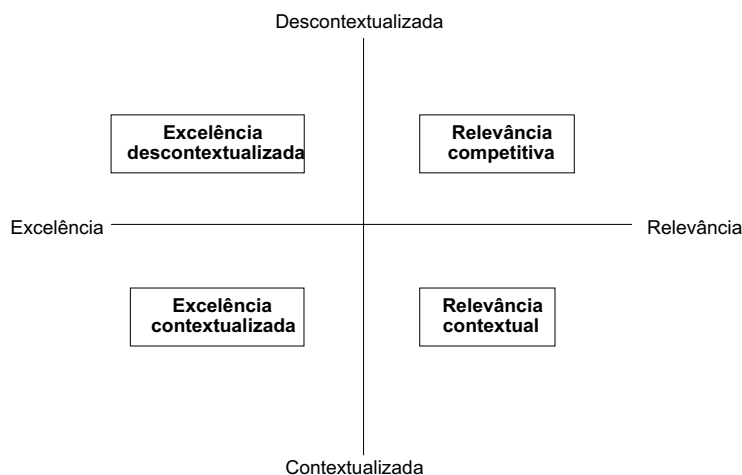 Descontextualizada
Excelência
descontextualizada
Relevância
competitiva
Excelência
Relevância
Excelência
contextualizada
Relevância
contextual
Contextualizada